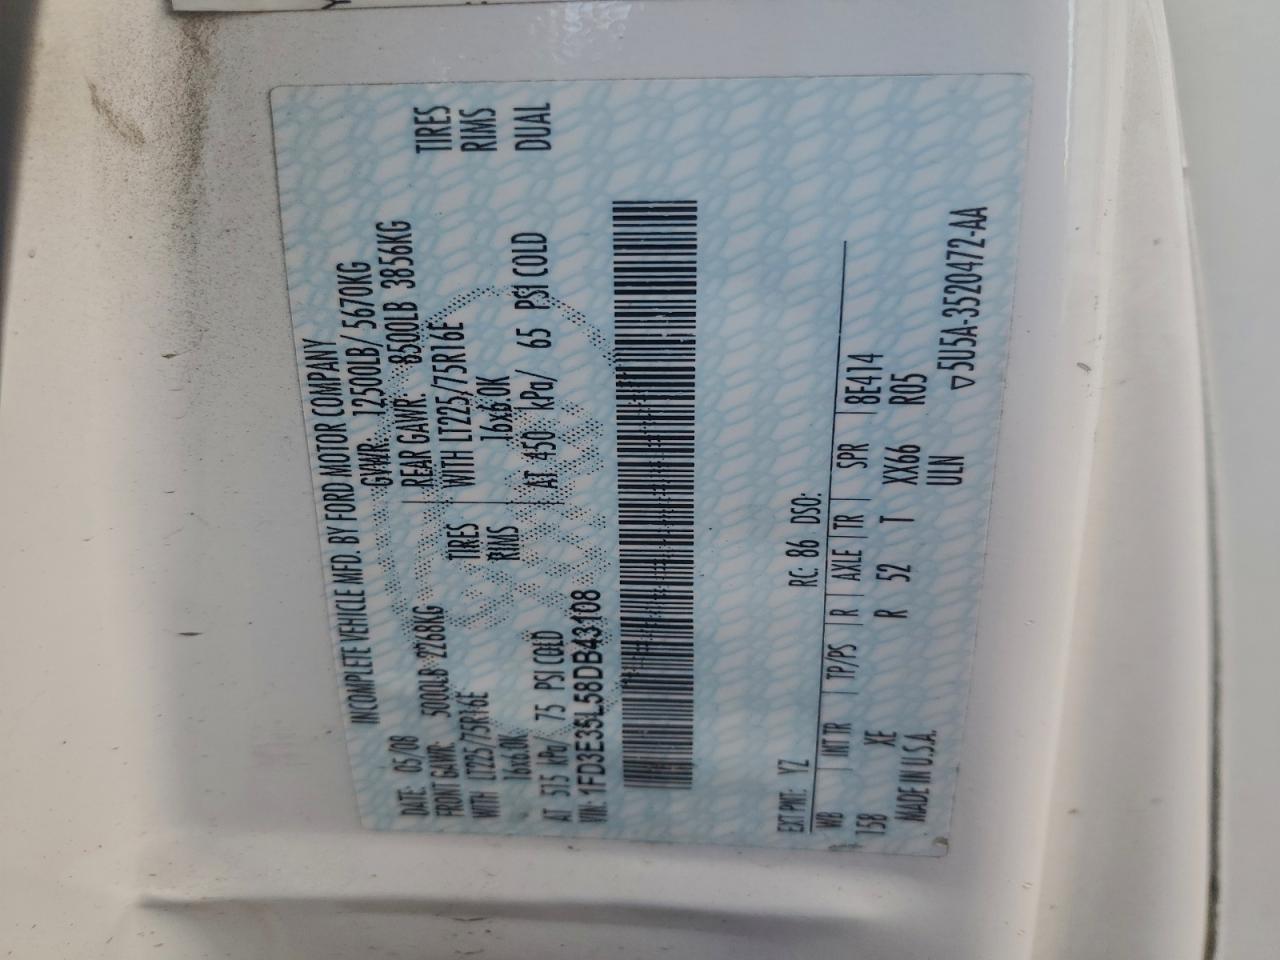 INCOMPLETE VEHICLE MFD. BY FORD MOTOR COMPANY
DATE: 05/08 GVWR: 12500LB/ 5670KG
FRONT GAWR: 5000LB 2268KG REAR GAWR: 8500LB 3856KG
WITH LT225/75R16E TIRES WITH LT225/75R16E TIRES
16x6.0K RIMS 16x6.0K RIMS
AT 515 kPa/ 75 PSI COLD AT 450 kPa/ 65 PSI COLD DUAL
VIN: 1FD3E35L58DB43108
EXT PNT: YZ RC: 86 DSO:
WB INT TR TP/PS R AXLE TR SPR 8E414
158 XE R 52 T XX66 R05
MADE IN U.S.A. ULN ▽5U5A-3520472-AA